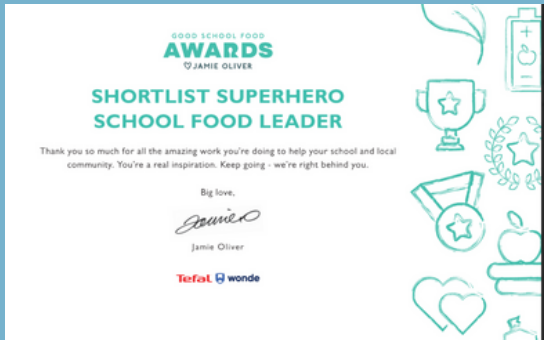 GOOD SCHOOL FOOD
AWARDS
♡JAMIE OLIVER
SHORTLIST SUPERHERO
SCHOOL FOOD LEADER
Thank you so much for all the amazing work you're doing to help your school and local
community. You're a real inspiration. Keep going - we're right behind you.
Big love,
Jamie O
Jamie Oliver
Tefal wonde